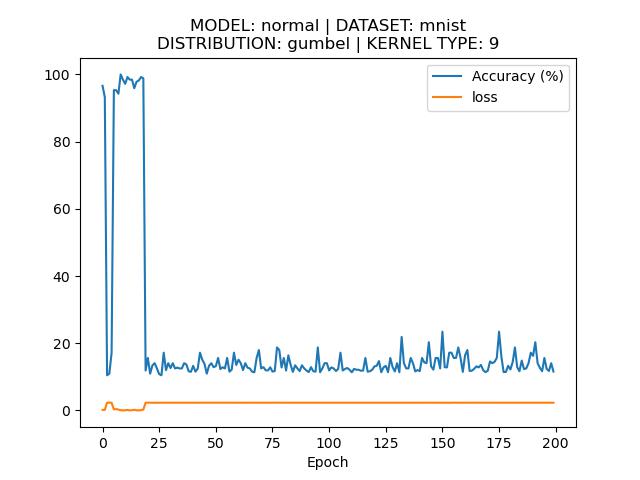 MODEL: normal | DATASET: mnist
DISTRIBUTION: gumbel | KERNEL TYPE: 9
100
80
60
40
20
0
Accuracy (%)
loss
0 25 50 75 100 125 150 175 200
Epoch